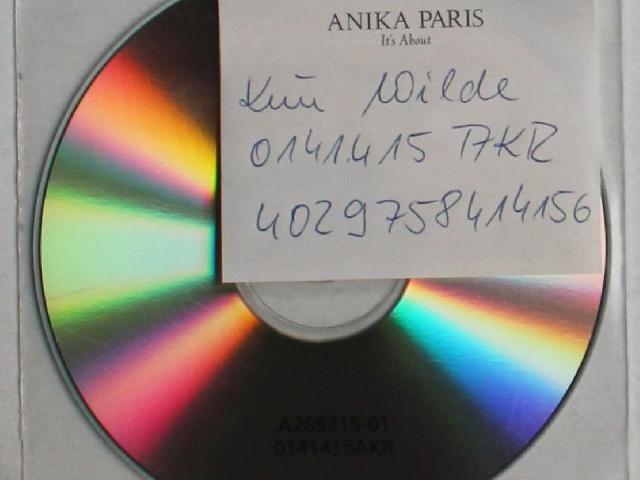 ANIKA PARIS
It's About
Kim Wilde
0141415 AKR
4029758414156
A269215-01
0141415AKR